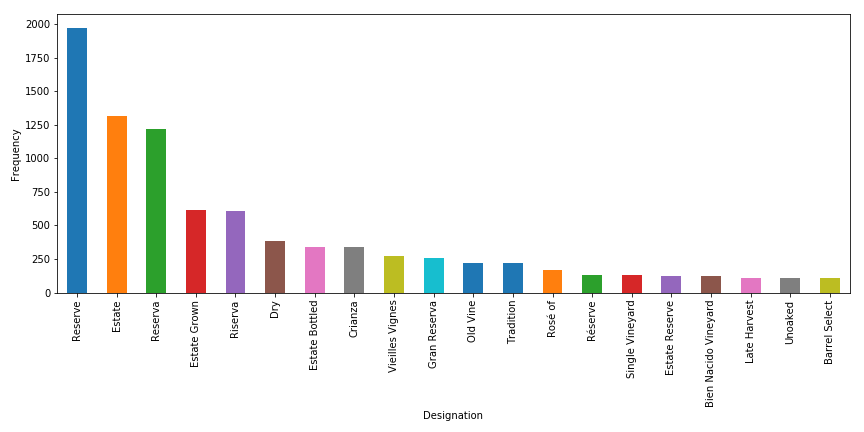 2000
1750
1500
1250
1000
750
500
250
0
Frequency
Reserve
Estate
Reserva
Estate Grown
Riserva
Dry
Estate Bottled
Crianza
Vieilles Vignes
Gran Reserva
Old Vine
Tradition
Rosé of
Réserve
Single Vineyard
Estate Reserve
Bien Nacido Vineyard
Late Harvest
Unoaked
Barrel Select
Designation